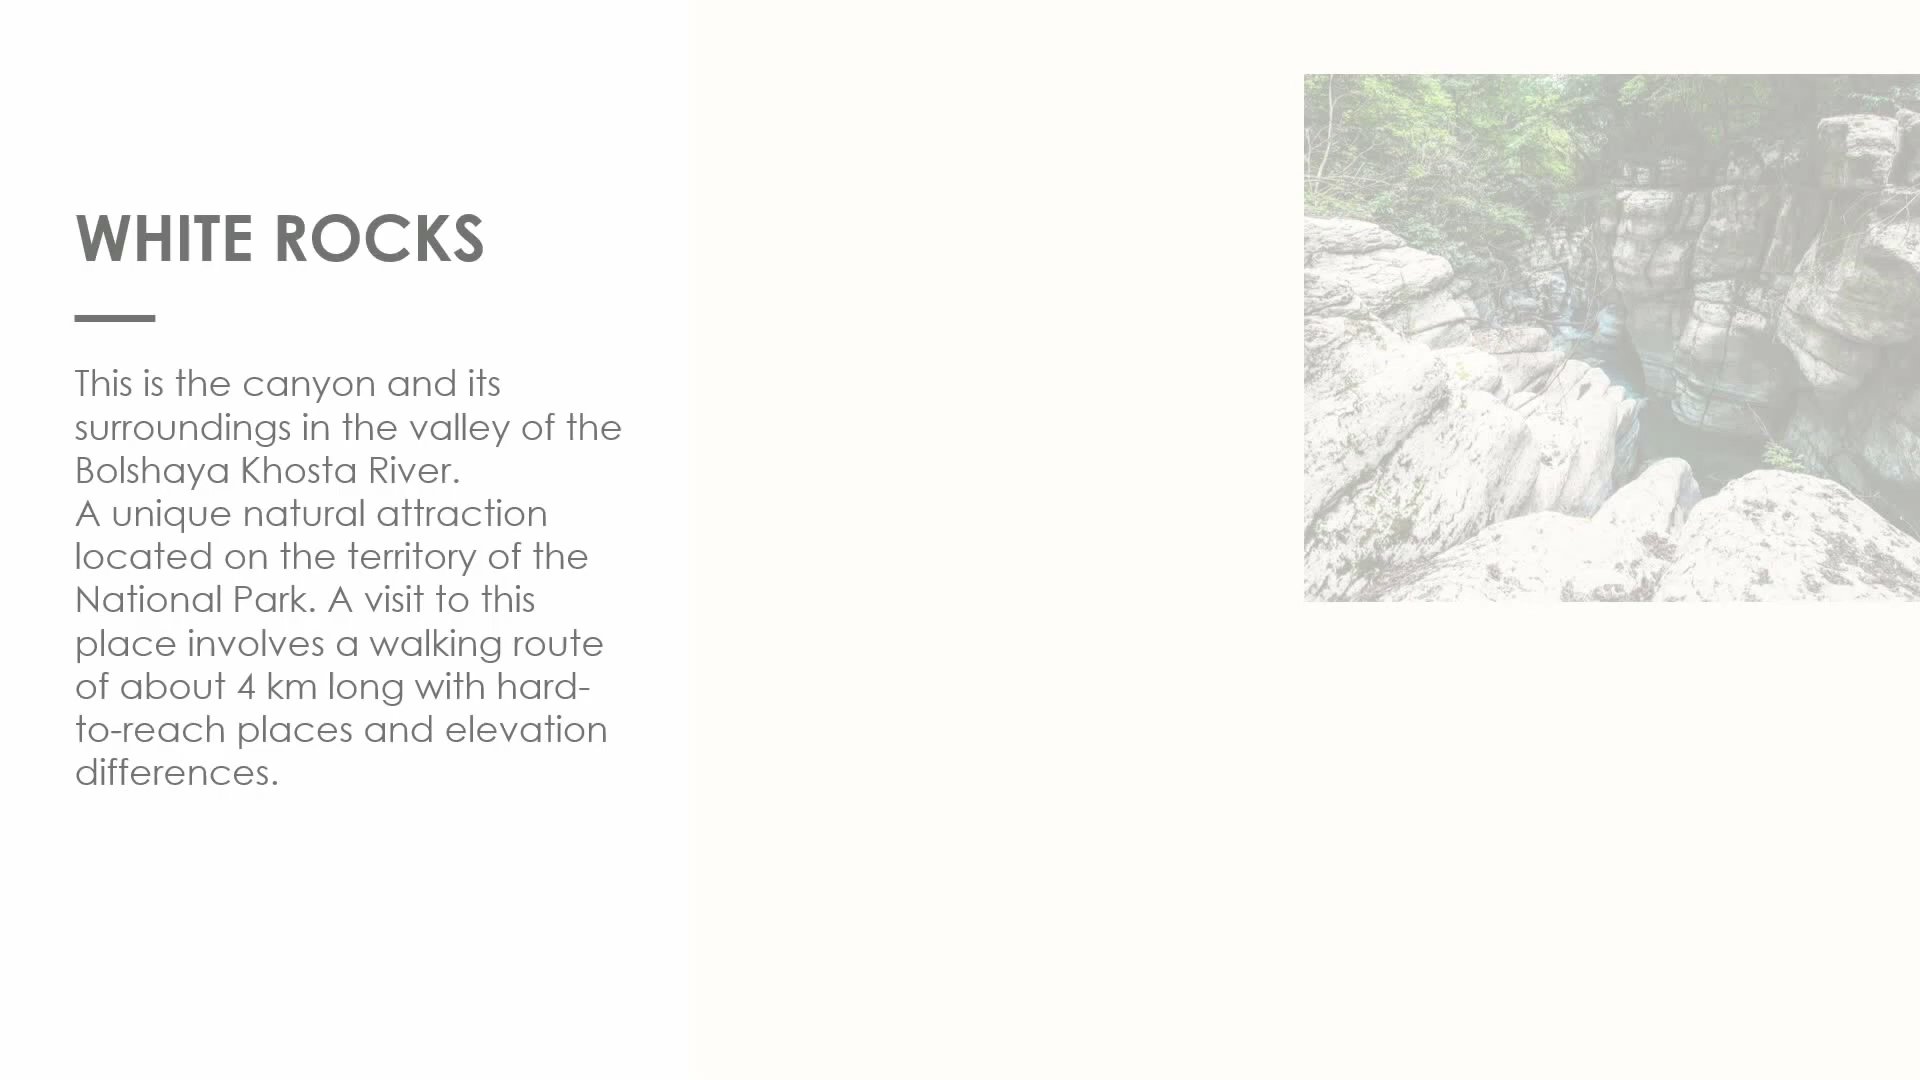 WHITE ROCKS
This is the canyon and its
surroundings in the valley of the
Bolshaya Khosta River.
A unique natural attraction
located on the territory of the
National Park. A visit to this
place involves a walking route
of about 4 km long with hard-
to-reach places and elevation
differences.